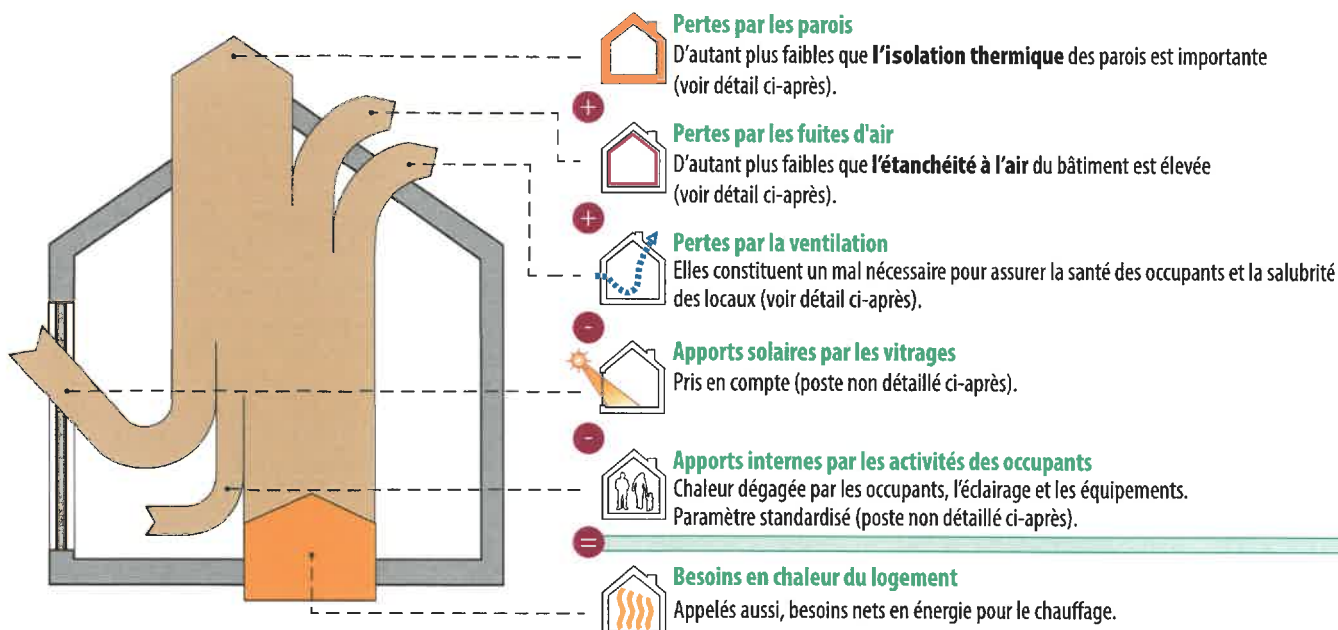 Pertes par les parois
D'autant plus faibles que l'isolation thermique des parois est importante
(voir détail ci-après).
+
Pertes par les fuites d'air
D'autant plus faibles que l'étanchéité à l'air du bâtiment est élevée
(voir détail ci-après).
+
Pertes par la ventilation
Elles constituent un mal nécessaire pour assurer la santé des occupants et la salubrité
des locaux (voir détail ci-après).
-
Apports solaires par les vitrages
Pris en compte (poste non détaillé ci-après).
-
Apports internes par les activités des occupants
Chaleur dégagée par les occupants, l'éclairage et les équipements.
Paramètre standardisé (poste non détaillé ci-après).
=
Besoins en chaleur du logement
Appelés aussi, besoins nets en énergie pour le chauffage.